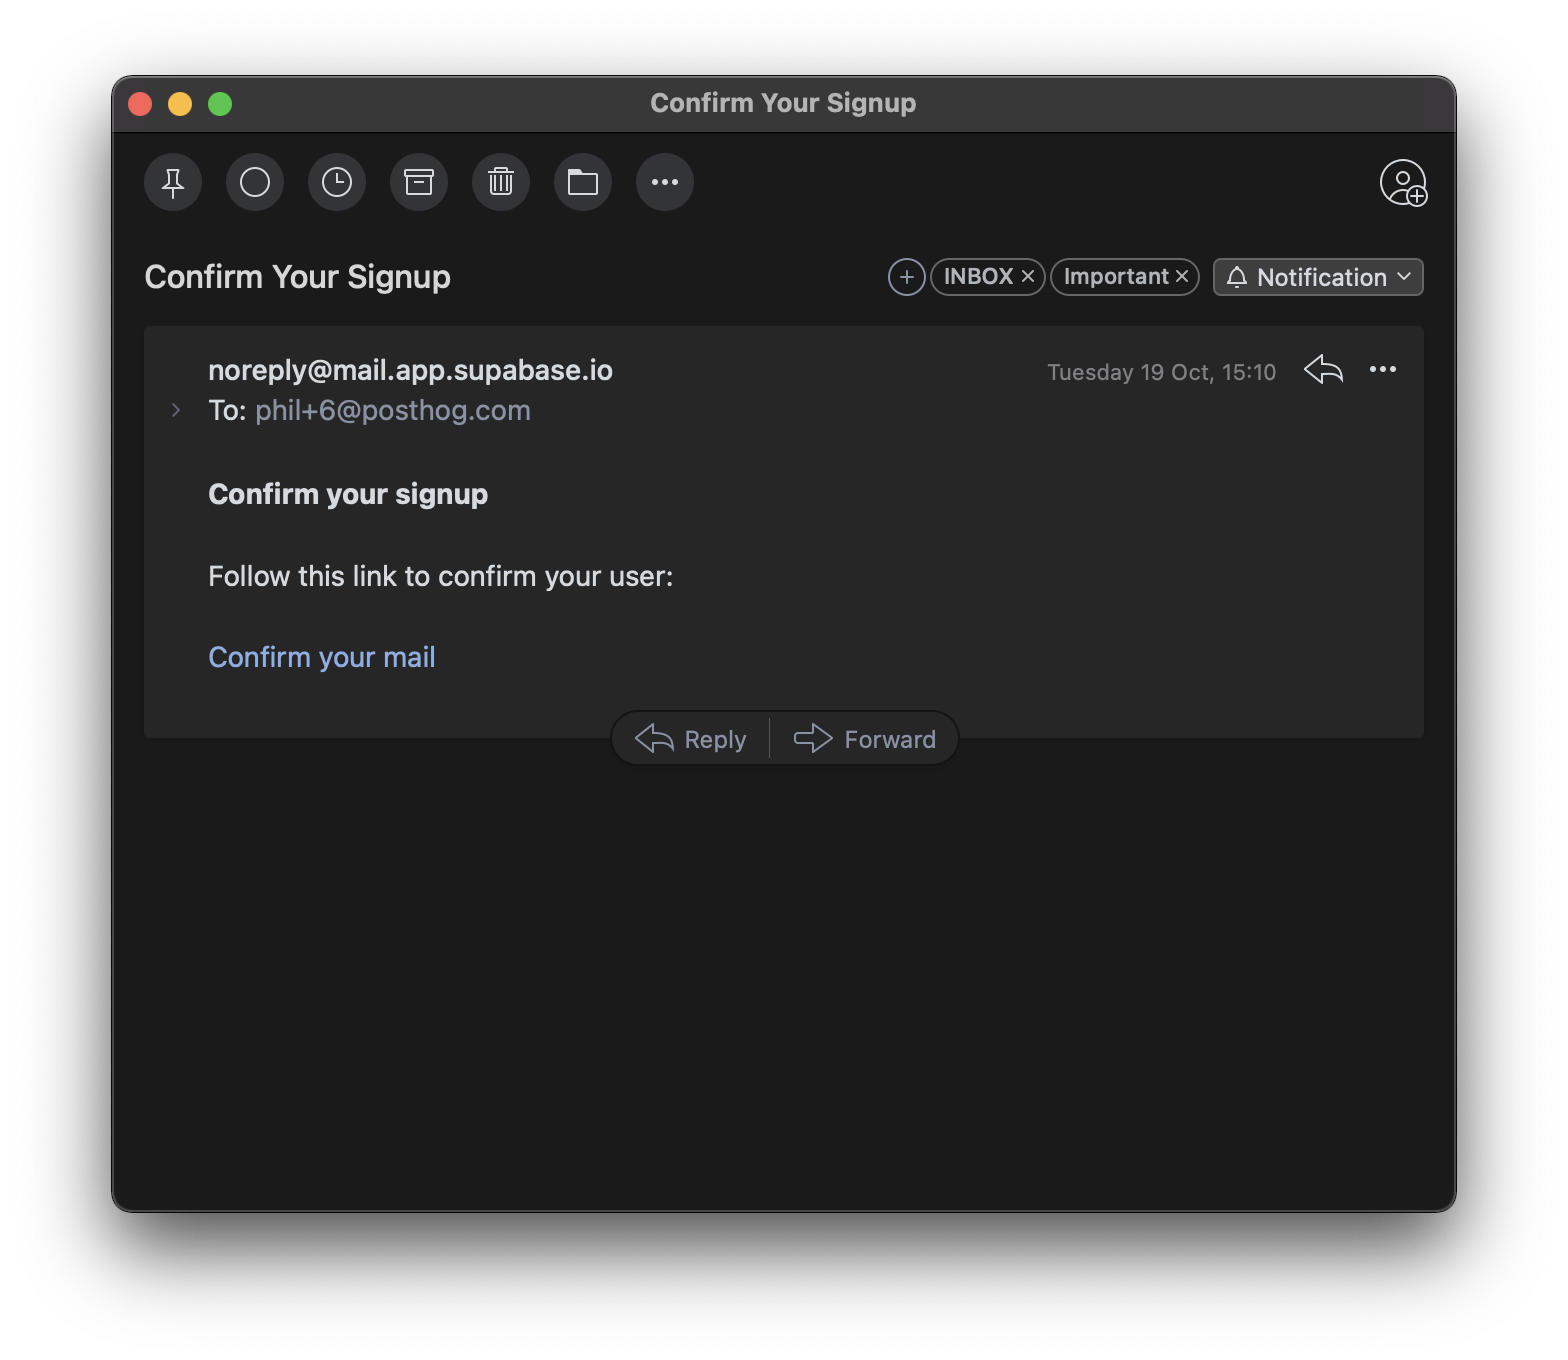 Confirm Your Signup
Confirm Your Signup
INBOX
Important
Notification
noreply@mail.app.supabase.io
Tuesday 19 Oct, 15:10
To: phil+6@posthog.com
Confirm your signup
Follow this link to confirm your user:
Confirm your mail
Reply
Forward